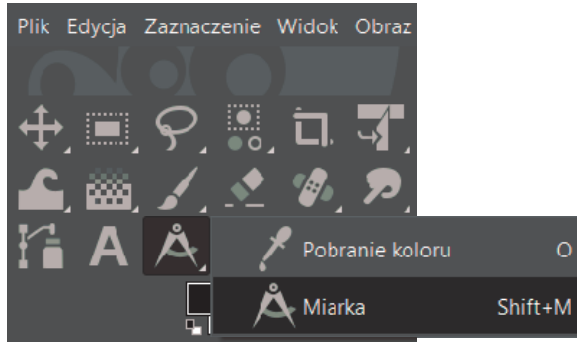 Plik Edycja Zaznaczenie Widok Obraz
A
Pobranie koloru O
Miarka Shift+M